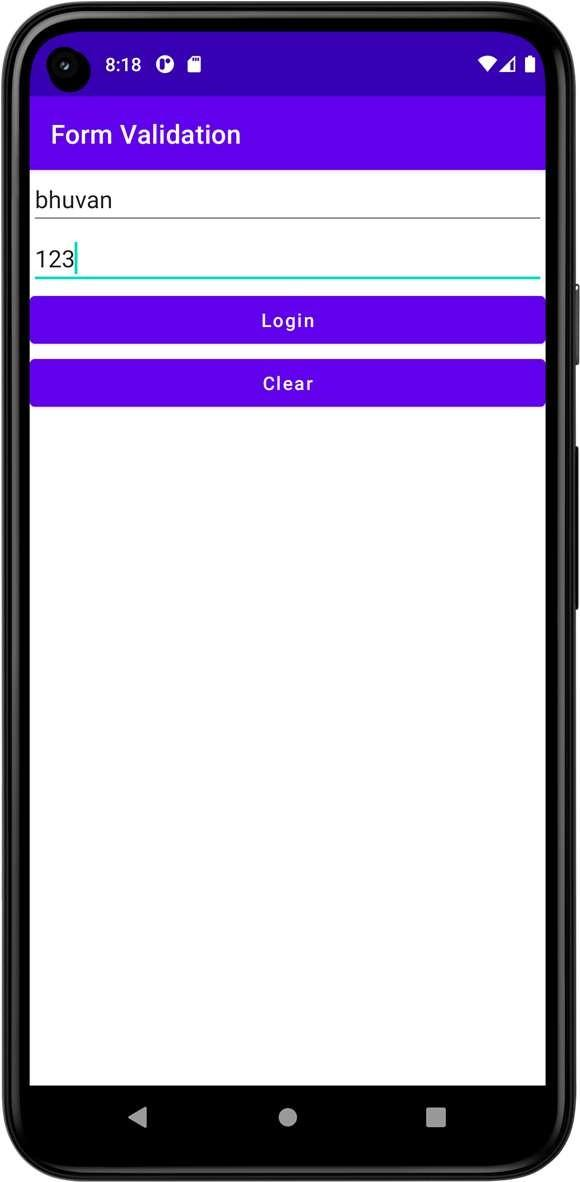 8:18
Form Validation
bhuvan
123
Login
Clear